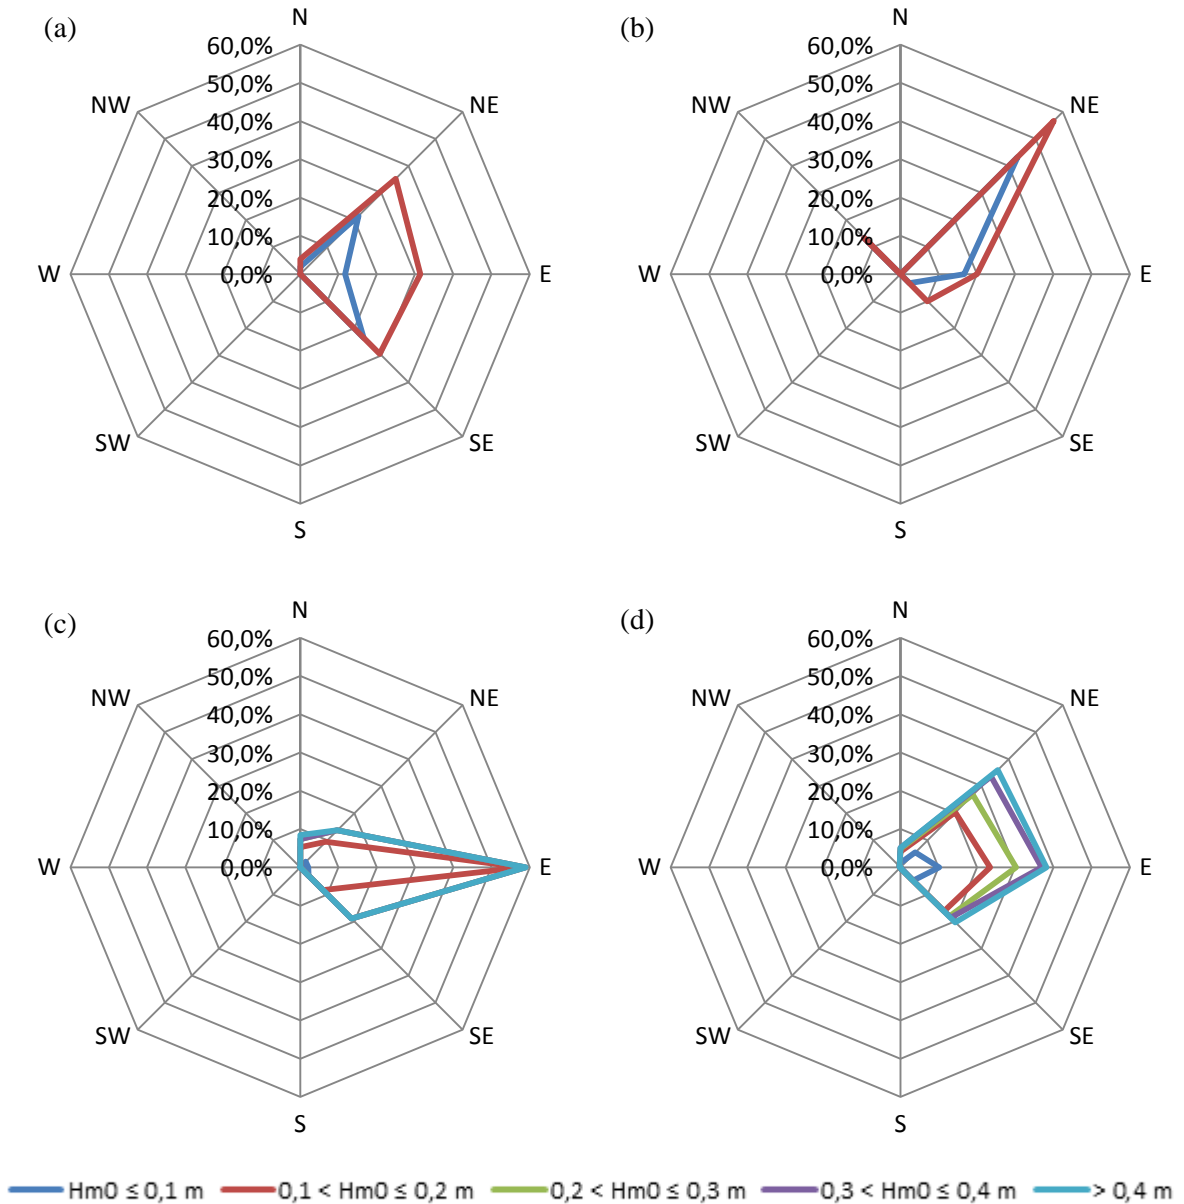 (a)
N
60,0%
50,0%
40,0%
30,0%
20,0%
10,0%
0,0%
NW
NE
W
E
SW
SE
S
(b)
N
60,0%
50,0%
40,0%
30,0%
20,0%
10,0%
0,0%
NW
NE
W
E
SW
SE
S
(c)
N
60,0%
50,0%
40,0%
30,0%
20,0%
10,0%
0,0%
NW
NE
W
E
SW
SE
S
(d)
N
60,0%
50,0%
40,0%
30,0%
20,0%
10,0%
0,0%
NW
NE
W
E
SW
SE
S
Hm0 ≤ 0,1 m 0,1 < Hm0 ≤ 0,2 m 0,2 < Hm0 ≤ 0,3 m 0,3 < Hm0 ≤ 0,4 m > 0,4 m